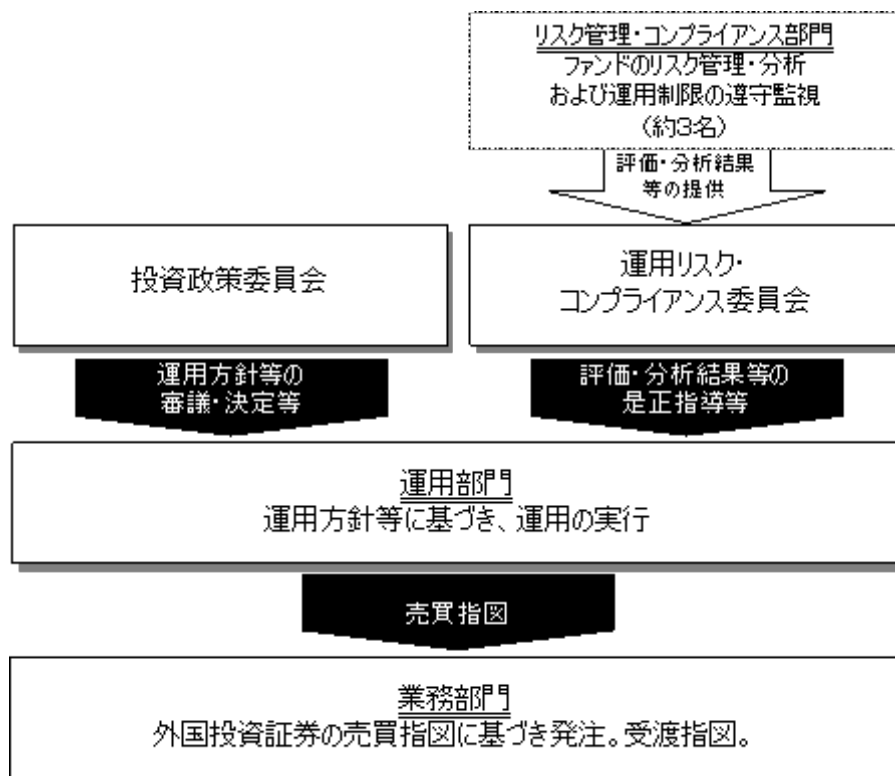 リスク管理・コンプライアンス部門
ファンドのリスク管理・分析
および運用制限の遵守監視
(約3名)
評価・分析結果
等の提供
投資政策委員会
運用リスク・
コンプライアンス委員会
運用方針等の
審議・決定等
評価・分析結果等の
是正指導等
運用部門
運用方針等に基づき、運用の実行
売買指図
業務部門
外国投資証券の売買指図に基づき発注。受渡指図。